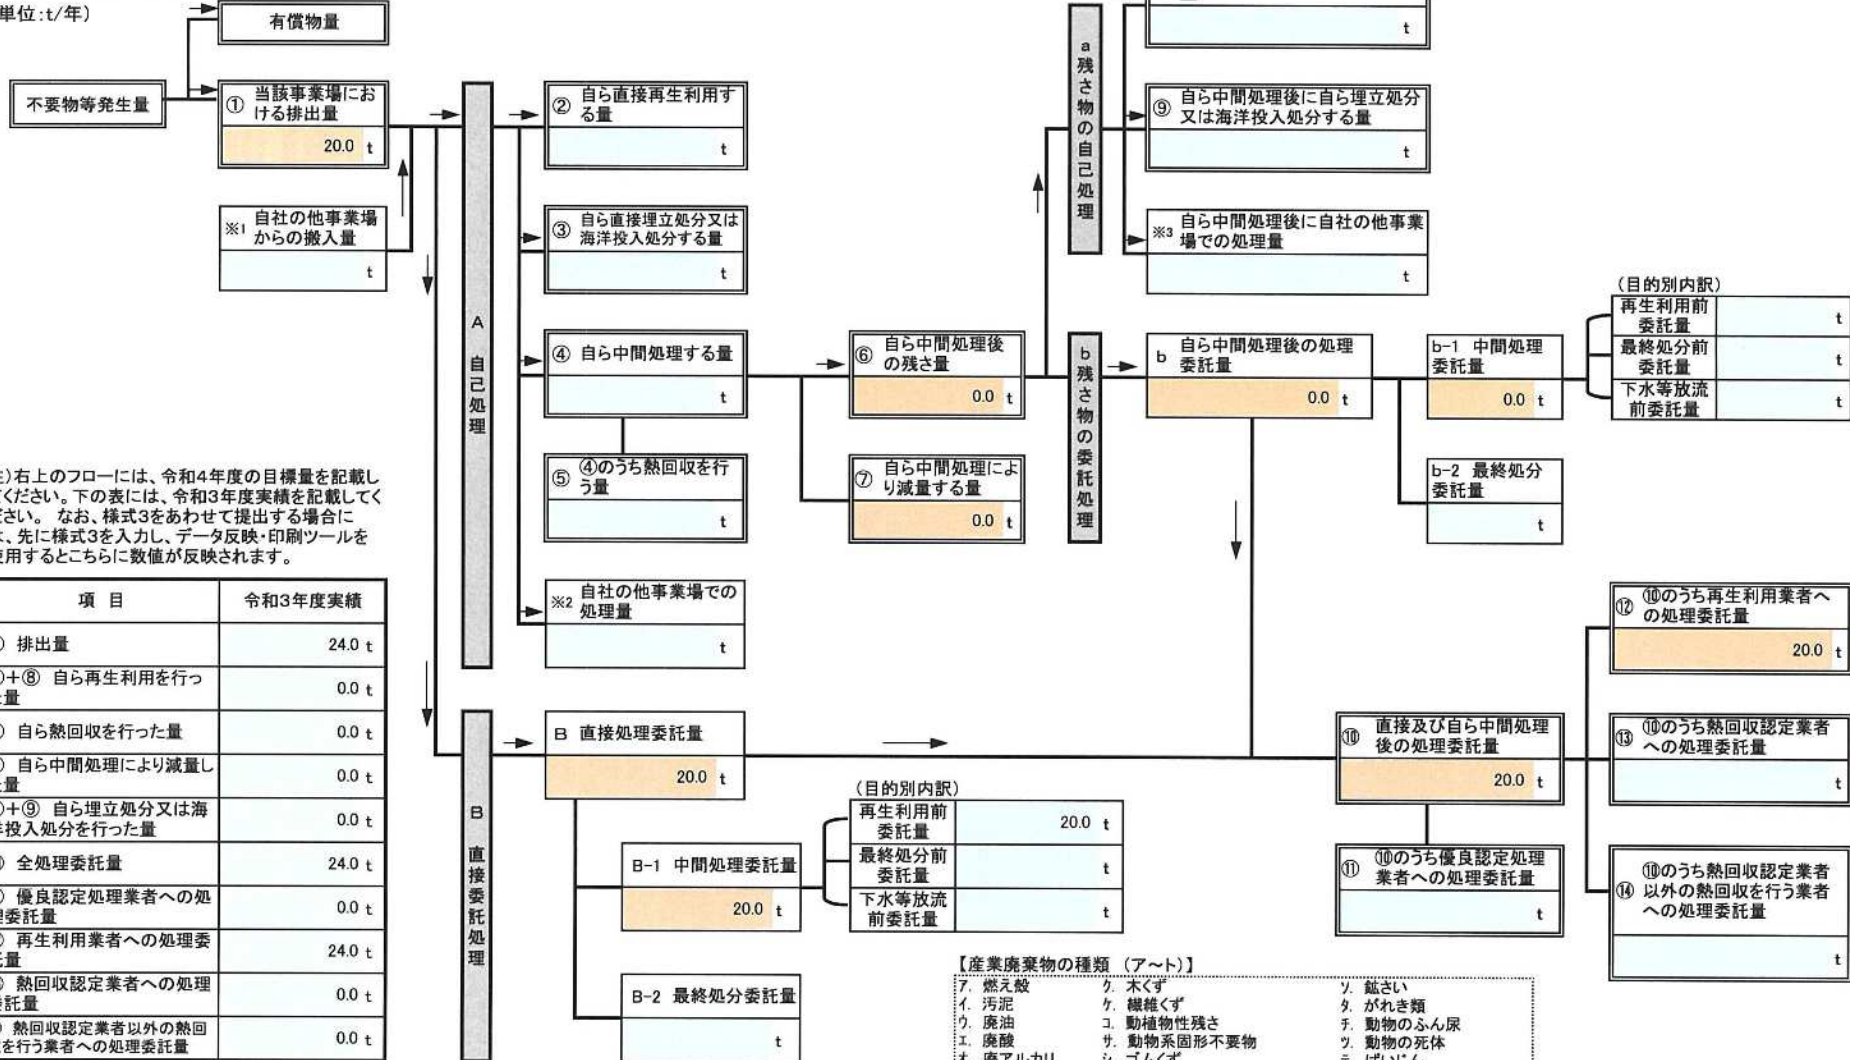 単位:t/年)
有償物量
不要物等発生量
① 当該事業場にお
ける排出量
20.0 t
※1 自社の他事業場
からの搬入量
t
A 自己処理
② 自ら直接再生利用す
る量
t
③ 自ら直接埋立処分又は
海洋投入処分する量
t
④ 自ら中間処理する量
t
⑤ ④のうち熱回収を行
う量
t
※2 自社の他事業場での
処理量
t
⑥ 自ら中間処理後
の残さ量
0.0 t
⑦ 自ら中間処理によ
り減量する量
0.0 t
a 残さ物の自己処理
t
⑨ 自ら中間処理後に自ら埋立処分
又は海洋投入処分する量
t
※3 自ら中間処理後に自社の他事業
場での処理量
t
b 残さ物の委託処理
b 自ら中間処理後の処理
委託量
0.0 t
b-1 中間処理
委託量
0.0 t
b-2 最終処分
委託量
t
(目的別内訳)
再生利用前
委託量
t
最終処分前
委託量
t
下水等放流
前委託量
t
)右上のフローには、令和4年度の目標量を記載し
ください。下の表には、令和3年度実績を記載してく
さい。 なお、様式3をあわせて提出する場合に
、先に様式3を入力し、データ反映・印刷ツールを
使用するとこちらに数値が反映されます。
項 目 令和3年度実績
) 排出量 24.0 t
)+⑧ 自ら再生利用を行っ
量 0.0 t
) 自ら熱回収を行った量 0.0 t
) 自ら中間処理により減量し
量 0.0 t
)+⑨ 自ら埋立処分又は海
洋投入処分を行った量 0.0 t
) 全処理委託量 24.0 t
) 優良認定処理業者への処
理委託量 0.0 t
) 再生利用業者への処理委
託量 24.0 t
) 熱回収認定業者への処理
委託量 0.0 t
) 熱回収認定業者以外の熱回
を行う業者への処理委託量 0.0 t
B 直接委託処理
B 直接処理委託量
20.0 t
B-1 中間処理委託量
20.0 t
B-2 最終処分委託量
t
(目的別内訳)
再生利用前
委託量
20.0 t
最終処分前
委託量
t
下水等放流
前委託量
t
⑩ 直接及び自ら中間処理
後の処理委託量
20.0 t
⑪ ⑩のうち優良認定処理
業者への処理委託量
t
⑫ ⑩のうち再生利用業者へ
の処理委託量
20.0 t
⑬ ⑩のうち熱回収認定業者
への処理委託量
t
⑭ ⑩のうち熱回収認定業者
以外の熱回収を行う業者
への処理委託量
t
【産業廃棄物の種類 (ア~ト)】
ア. 燃え殻 ク. 木くず ソ. 鉱さい
イ. 汚泥 ケ. 繊維くず タ. がれき類
ウ. 廃油 コ. 動植物性残さ チ. 動物のふん尿
エ. 廃酸 サ. 動物系固形不要物 ツ. 動物の死体
オ. 廃アルカリ シ. ゴムくず テ. ばいじん